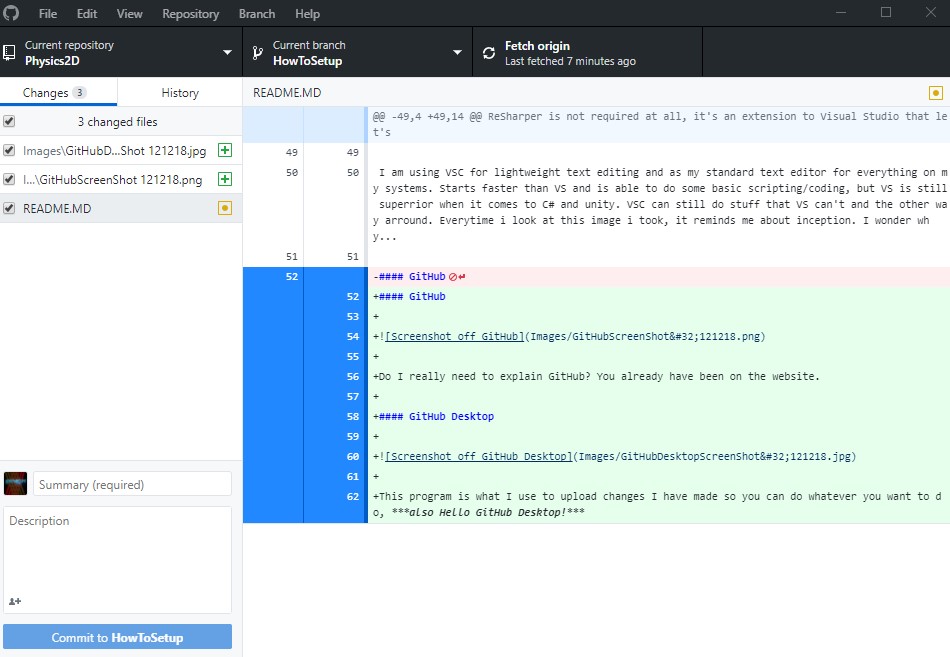 File Edit View Repository Branch Help
Current repository
Physics2D
Current branch
HowToSetup
Fetch origin
Last fetched 7 minutes ago
Changes 3 History
3 changed files
Images\GitHubD...Shot 121218.jpg
I...\GitHubScreenShot 121218.png
README.MD
Summary (required)
Description
Commit to HowToSetup
README.MD
@@ -49,4 +49,14 @@ ReSharper is not required at all, it's an extension to Visual Studio that le
t's
49 49
50 50 I am using VSC for lightweight text editing and as my standard text editor for everything on m
y systems. Starts faster than VS and is able to do some basic scripting/coding, but VS is still
superrior when it comes to C# and unity. VSC can still do stuff that VS can't and the other wa
y arround. Everytime i look at this image i took, it reminds me about inception. I wonder wh
y...
51 51
52 -#### GitHub
52 +#### GitHub
53 +
54 +![Screenshot off GitHub](Images/GitHubScreenShot&#32;121218.png)
55 +
56 +Do I really need to explain GitHub? You already have been on the website.
57 +
58 +#### GitHub Desktop
59 +
60 +![Screenshot off GitHub Desktop](Images/GitHubDesktopScreenShot&#32;121218.jpg)
61 +
62 +This program is what I use to upload changes I have made so you can do whatever you want to d
o, ***also Hello GitHub Desktop!***